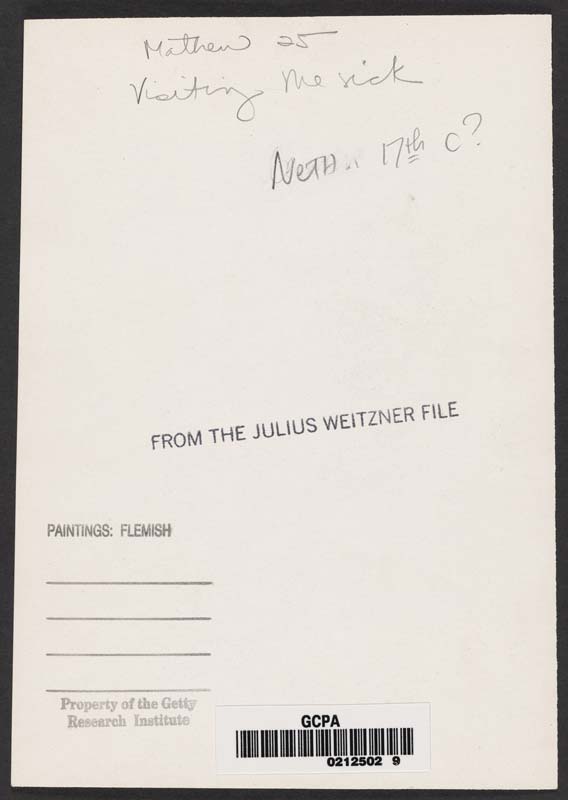 Mathew 25
Visiting the sick
Neth. 17th C?
FROM THE JULIUS WEITZNER FILE
PAINTINGS: FLEMISH
Property of the Getty
Research Institute
GCPA
0212502 9